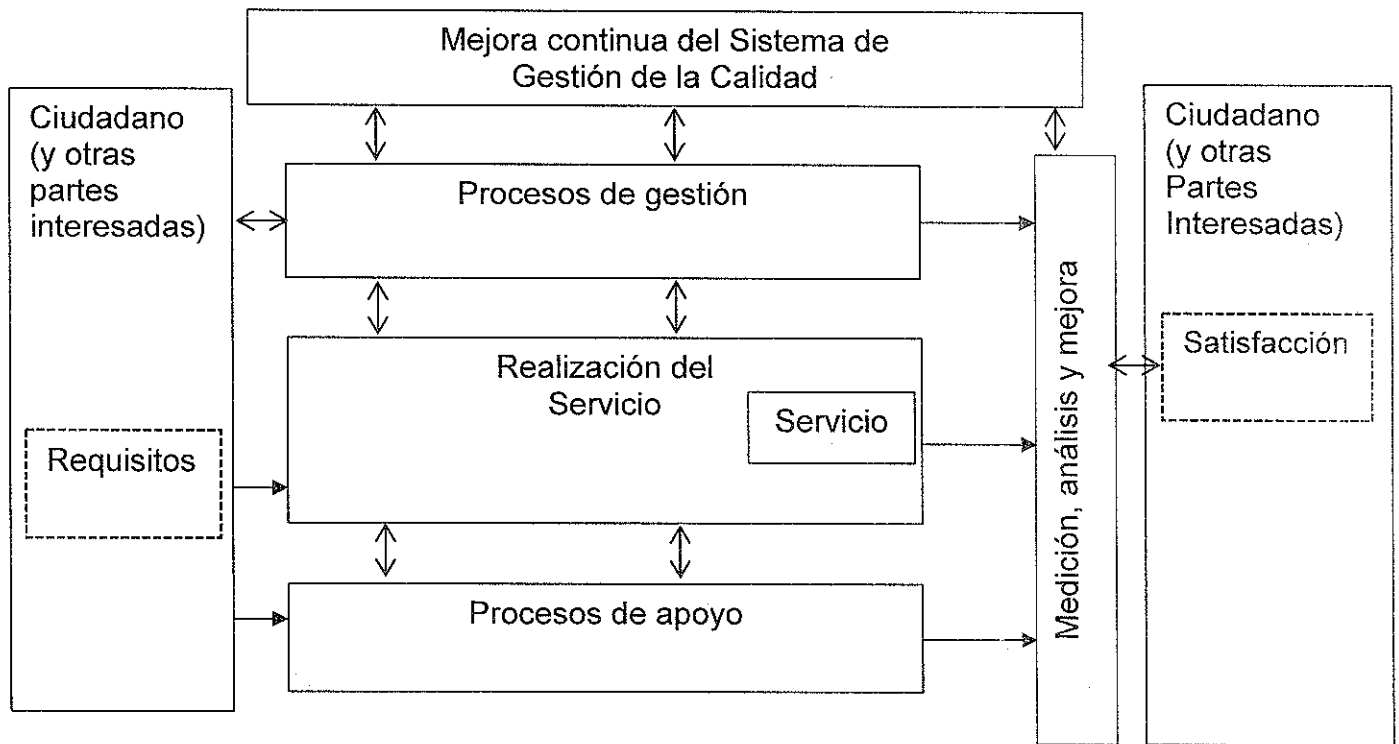 Mejora continua del Sistema de
Gestión de la Calidad
Ciudadano
(y otras
partes
interesadas)
Requisitos
Procesos de gestión
Realización del
Servicio
Servicio
Procesos de apoyo
Medición, análisis y mejora
Ciudadano
(y otras
Partes
Interesadas)
Satisfacción